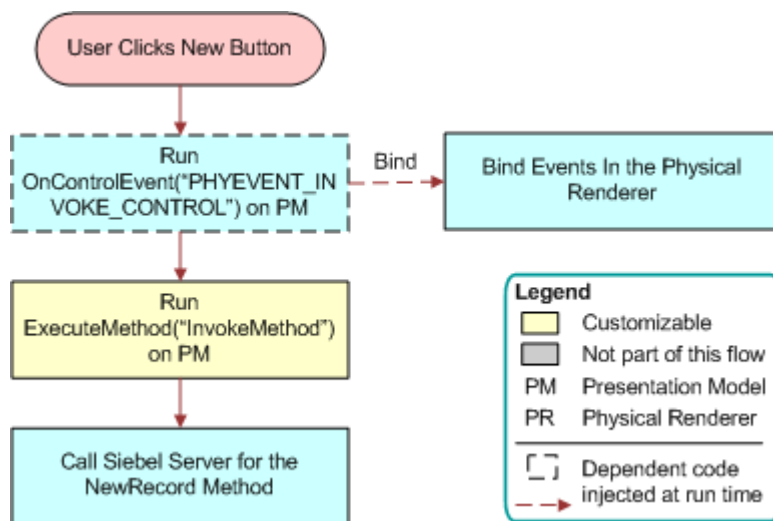 User Clicks New Button
Run
OnControlEvent("PHYEVENT_IN
VOKE_CONTROL") on PM
Bind
Bind Events In the Physical
Renderer
Run
ExecuteMethod("InvokeMethod")
on PM
Call Siebel Server for the
NewRecord Method
Legend
Customizable
Not part of this flow
PM Presentation Model
PR Physical Renderer
Dependent code
injected at run time